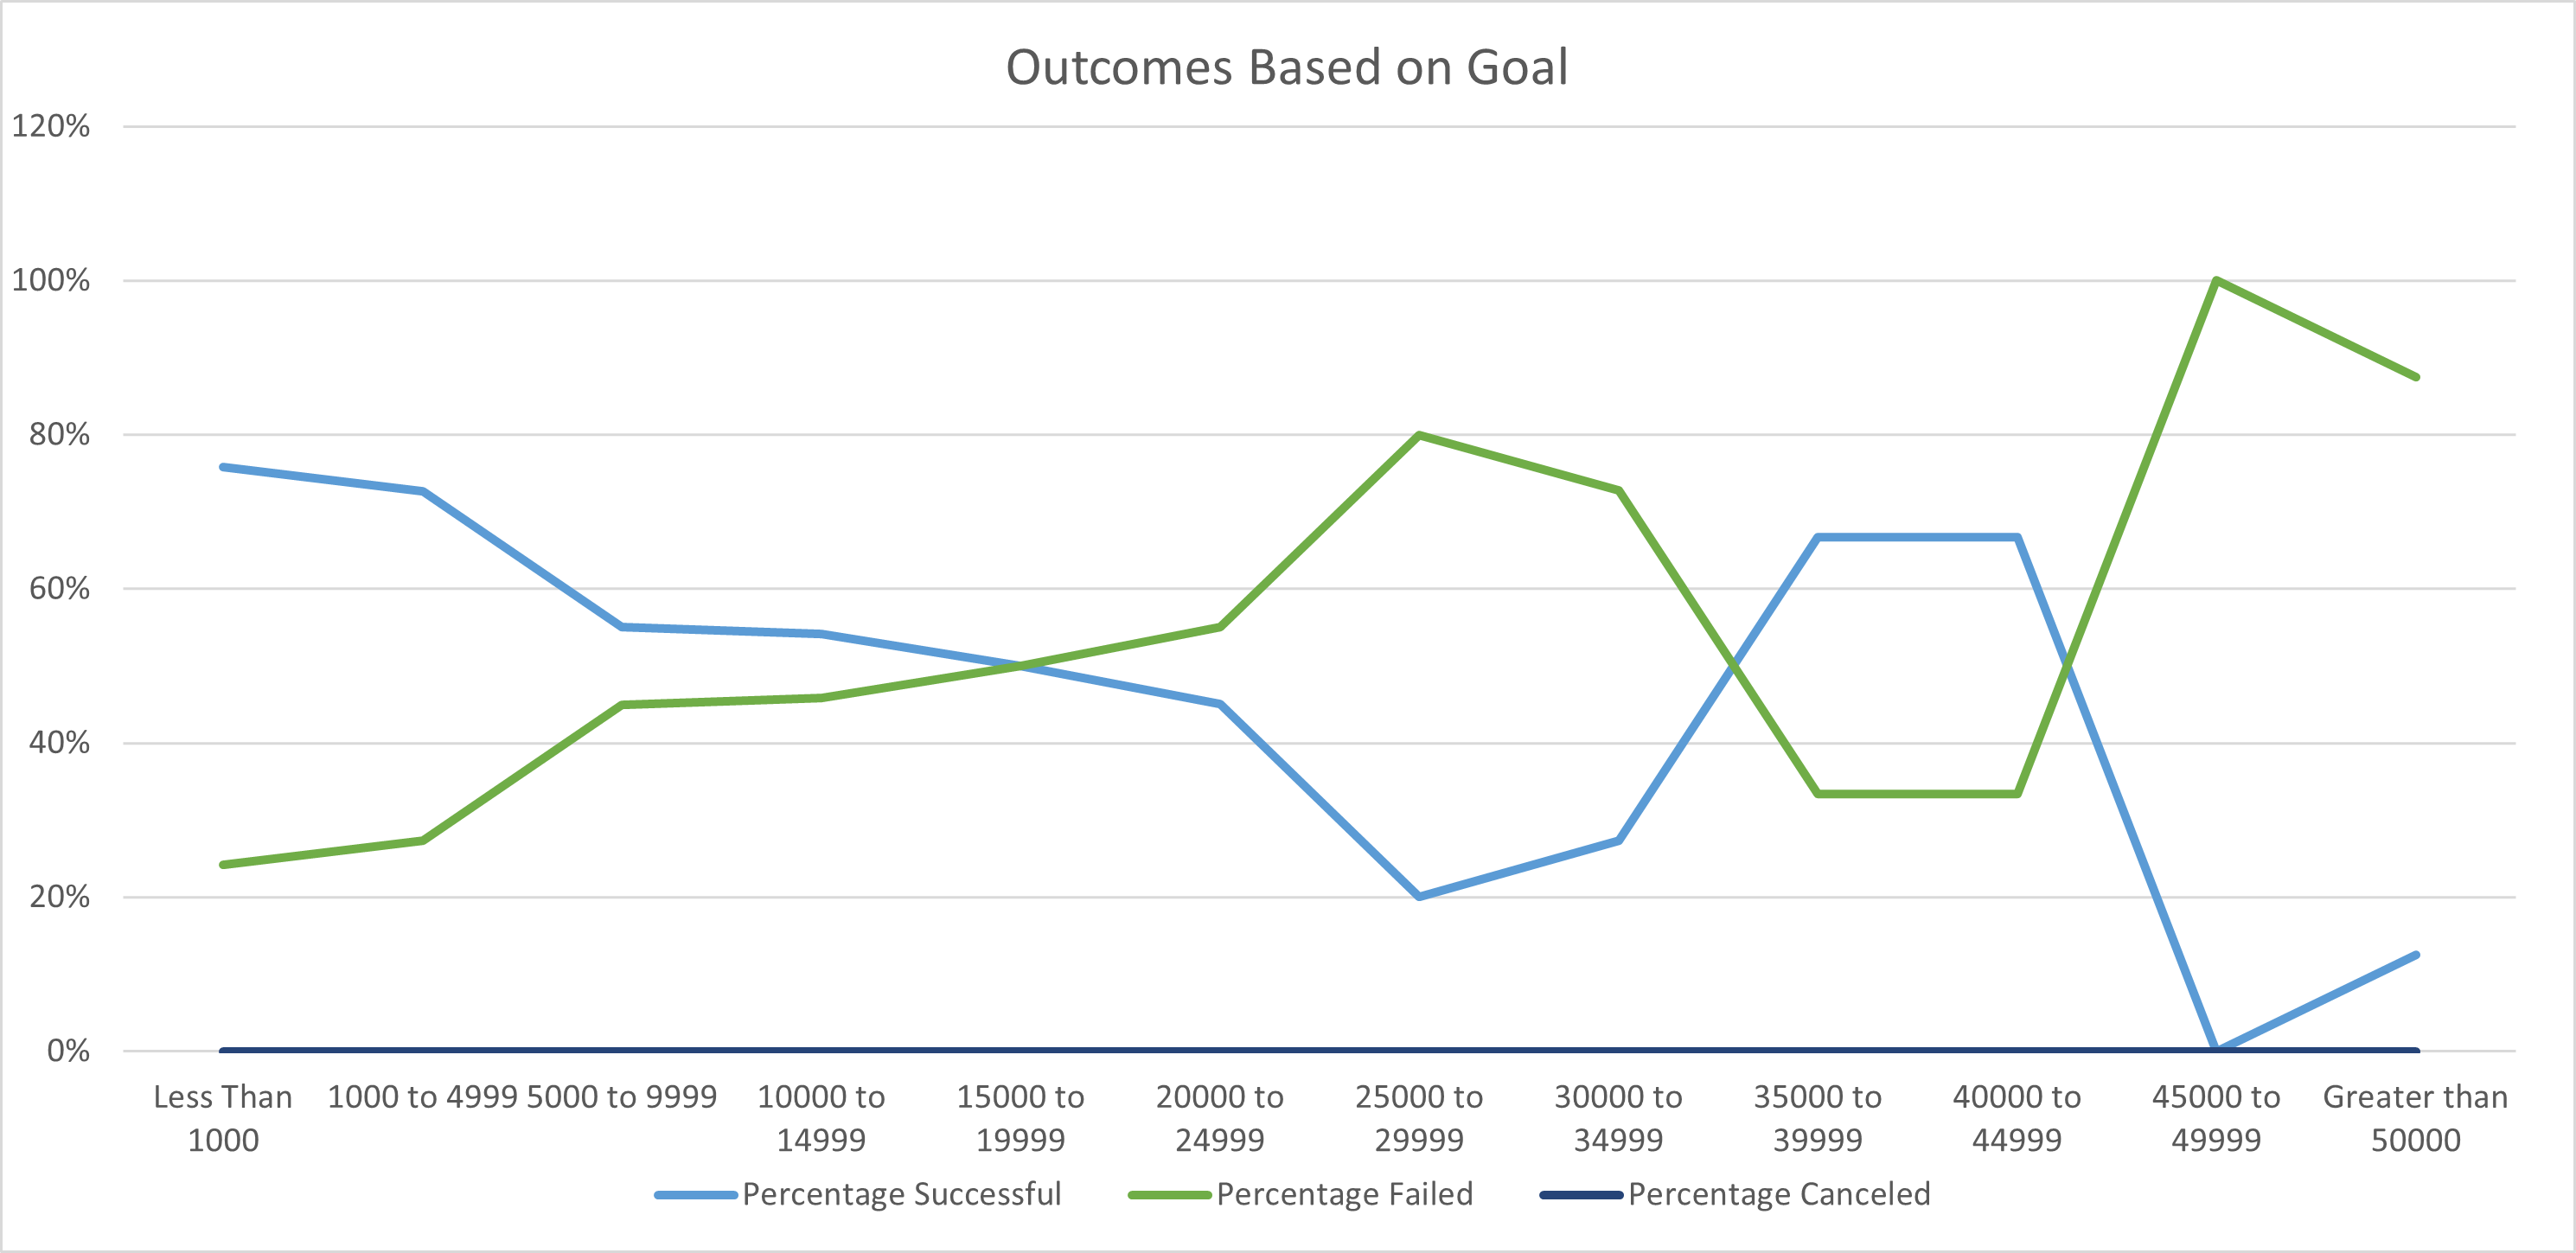 Outcomes Based on Goal
120%
100%
80%
60%
40%
20%
0%
Less Than
1000
1000 to 4999
5000 to 9999
10000 to
14999
15000 to
19999
20000 to
24999
25000 to
29999
30000 to
34999
35000 to
39999
40000 to
44999
45000 to
49999
Greater than
50000
Percentage Successful
Percentage Failed
Percentage Canceled